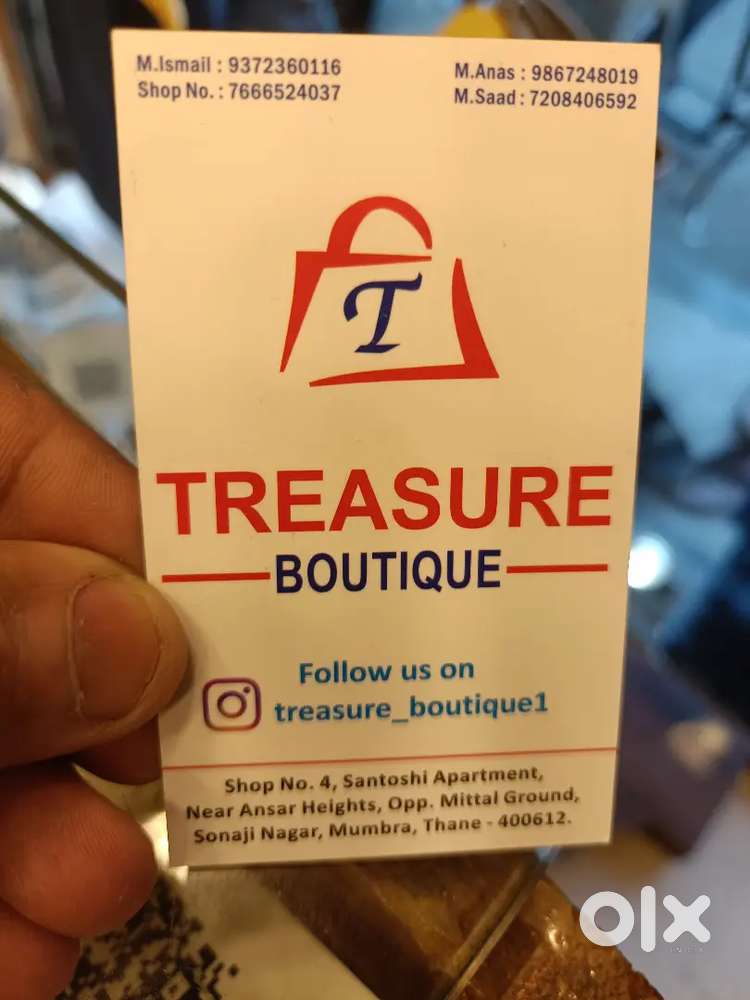 M.Ismail : 9372360116
Shop No. : 7666524037
M.Anas : 9867248019
M.Saad : 7208406592
T
TREASURE
BOUTIQUE
Follow us on
treasure_boutique1
Shop No. 4, Santoshi Apartment,
Near Ansar Heights, Opp. Mittal Ground,
Sonaji Nagar, Mumbra, Thane - 400612.
olx